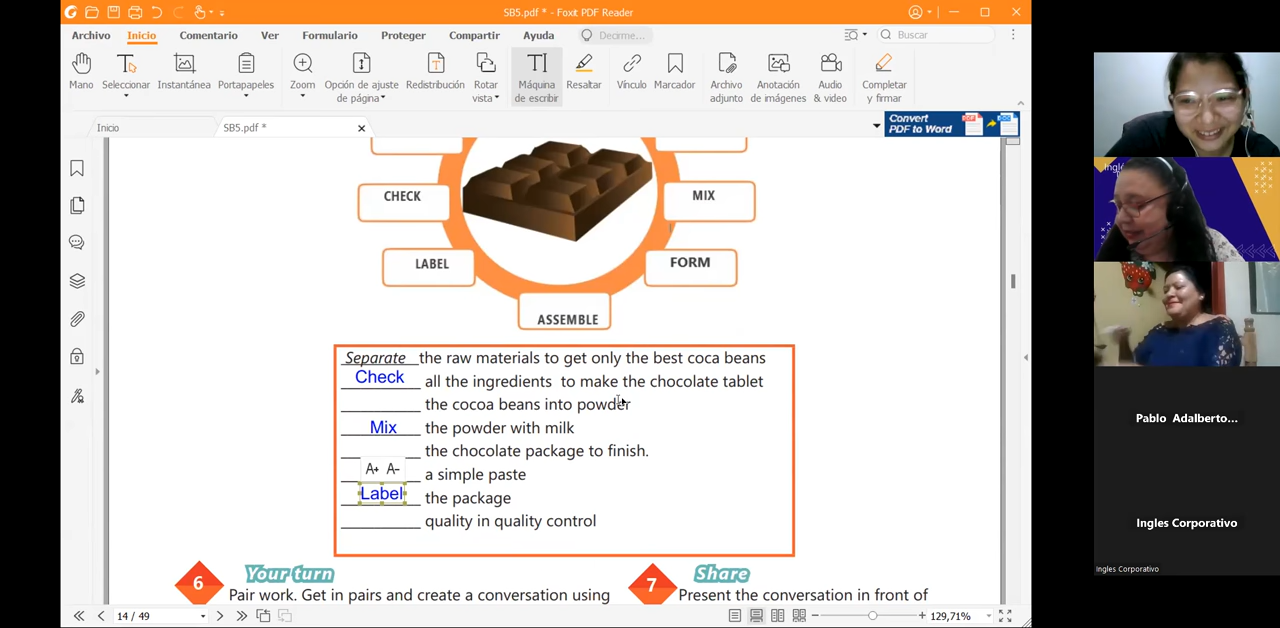 SB5.pdf * - Foxit PDF Reader
Archivo Inicio Comentario Ver Formulario Proteger Compartir Ayuda Decirme... Buscar
Mano Seleccionar Instantánea Portapapeles Zoom Opción de ajuste de página Redistribución Rotar vista Máquina de escribir Resaltar Vínculo Marcador Archivo adjunto Anotación de imágenes Audio & video Completar y firmar
Inicio SB5.pdf * Convert PDF to Word
CHECK MIX
LABEL FORM
ASSEMBLE
Separate the raw materials to get only the best coca beans
Check all the ingredients to make the chocolate tablet
the cocoa beans into powder
Mix the powder with milk
the chocolate package to finish.
A+ A-
a simple paste
Label the package
quality in quality control
6 Your turn
Pair work. Get in pairs and create a conversation using
7 Share
Present the conversation in front of
14 / 49
129,71%
Inglé
Pablo Adalberto...
Ingles Corporativo
Ingles Corporativo